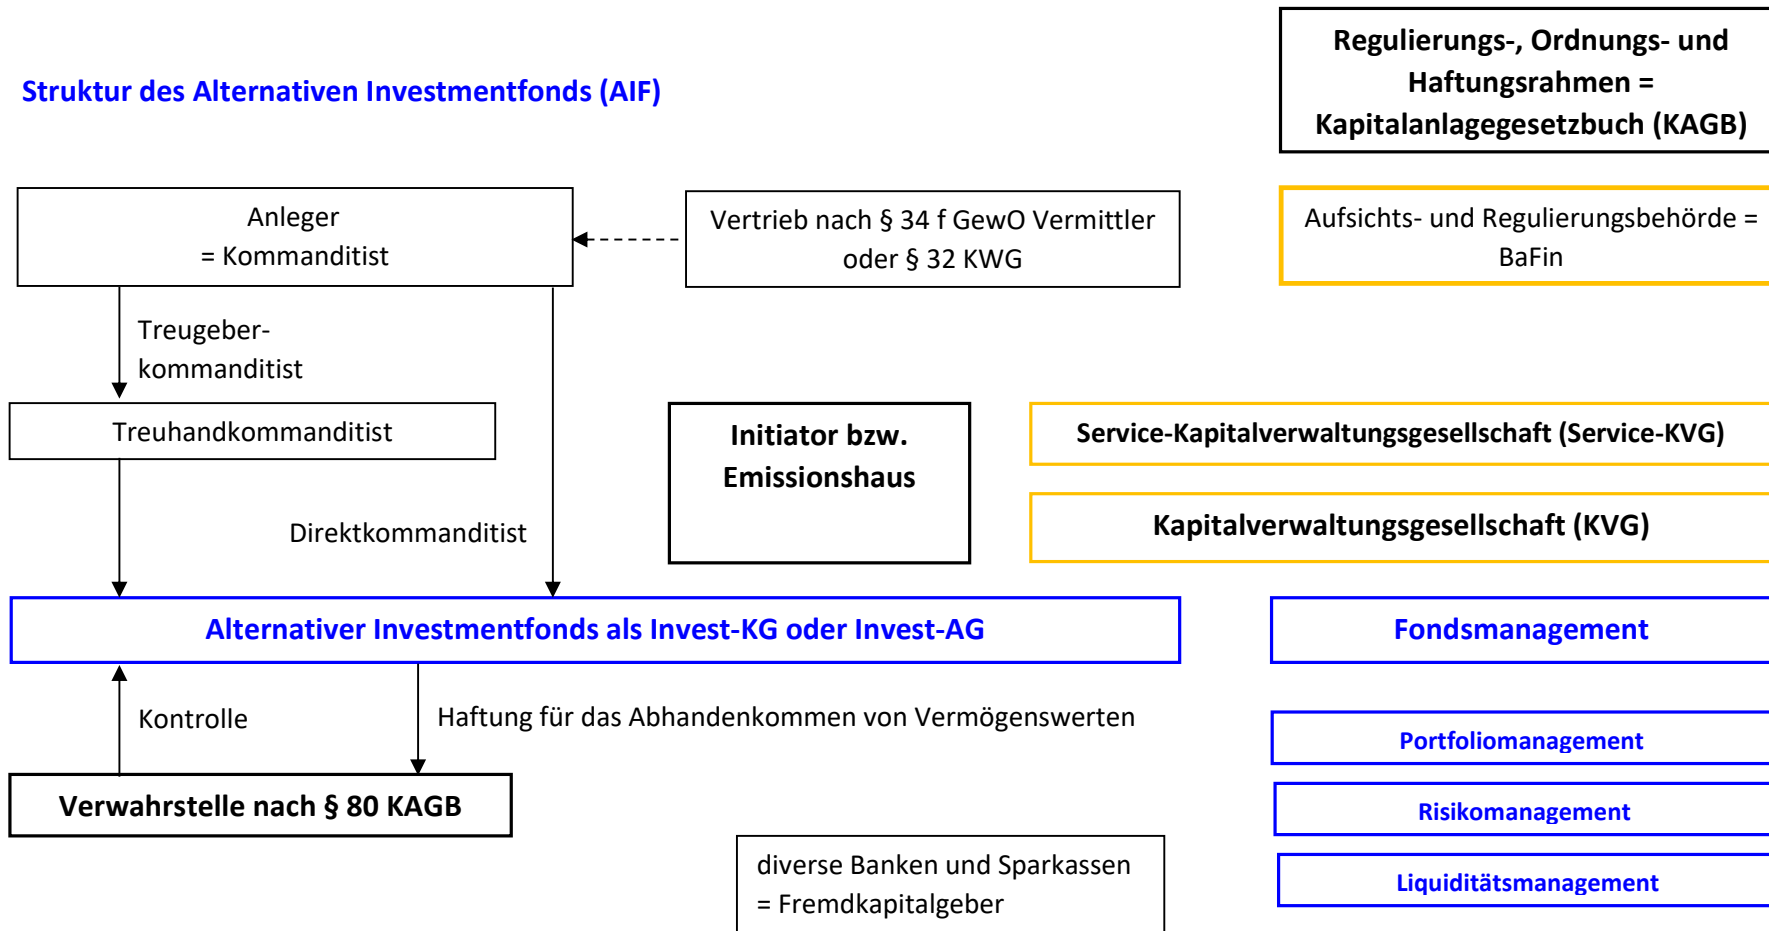 Regulierungs-, Ordnungs- und
Haftungsrahmen =
Kapitalanlagegesetzbuch (KAGB)
Struktur des Alternativen Investmentfonds (AIF)
Anleger
= Kommanditist
Vertrieb nach § 34 f GewO Vermittler
oder § 32 KWG
Aufsichts- und Regulierungsbehörde =
BaFin
Treugeber-
kommanditist
Treuhandkommanditist
Initiator bzw.
Emissionshaus
Service-Kapitalverwaltungsgesellschaft (Service-KVG)
Kapitalverwaltungsgesellschaft (KVG)
Direktkommanditist
Alternativer Investmentfonds als Invest-KG oder Invest-AG
Fondsmanagement
Kontrolle
Haftung für das Abhandenkommen von Vermögenswerten
Portfoliomanagement
Verwahrstelle nach § 80 KAGB
Risikomanagement
diverse Banken und Sparkassen
= Fremdkapitalgeber
Liquiditätsmanagement